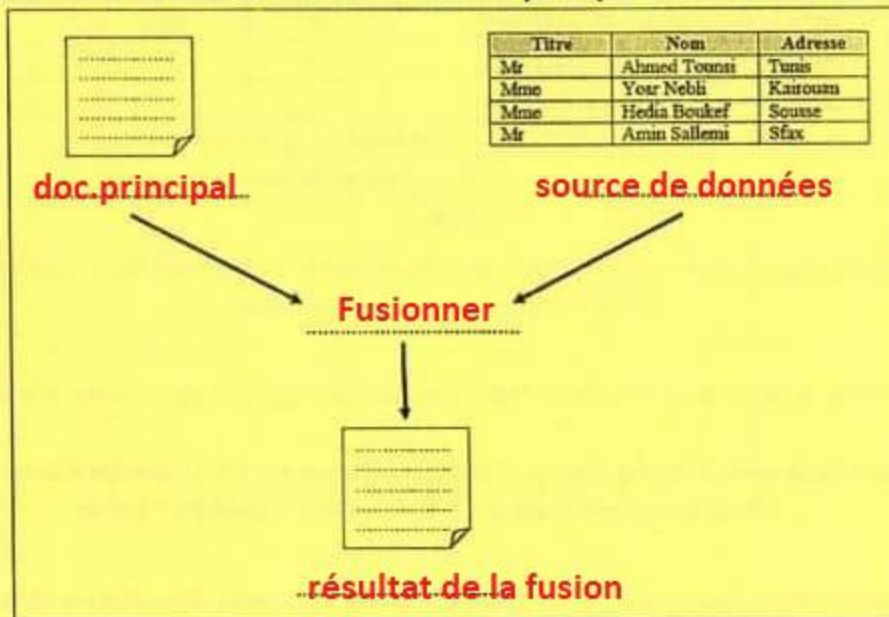 Titre Nom Adresse
Mr Ahmed Tounsi Tunis
Mme Yosr Nebli Kairouan
Mme Hedia Boukef Sousse
Mr Amin Sallemi Sfax
doc.principal
source de données
Fusionner
résultat de la fusion